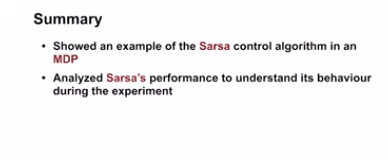 Summary
• Showed an example of the Sarsa control algorithm in an
MDP
• Analyzed Sarsa's performance to understand its behaviour
during the experiment